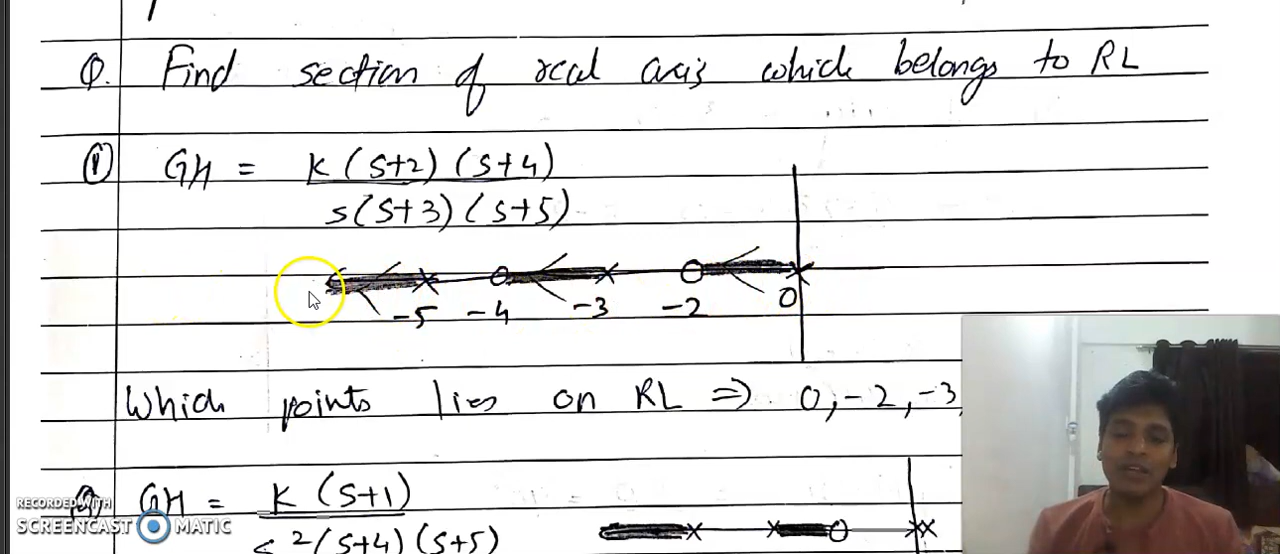 Q. Find section of real axis which belongs to RL
① GH = K(S+2)(S+4)
S(S+3)(S+5)
-5 -4 -3 -2 0
Which points lies on RL ⇒ 0, -2, -3,
② GH = K(S+1)
S²(S+4)(S+5)
RECORDED WITH
SCREENCAST MATIC